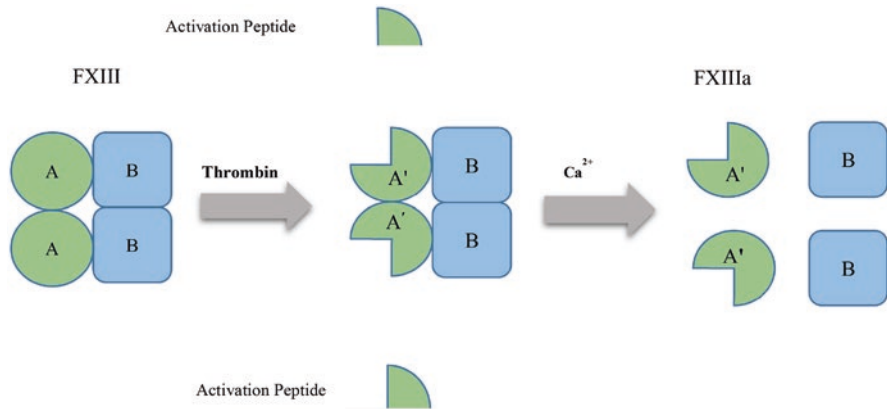 Activation Peptide
FXIII
FXIIIa
A
B
Thrombin
A'
B
Ca2+
A'
B
A
B
A'
B
A'
B
Activation Peptide